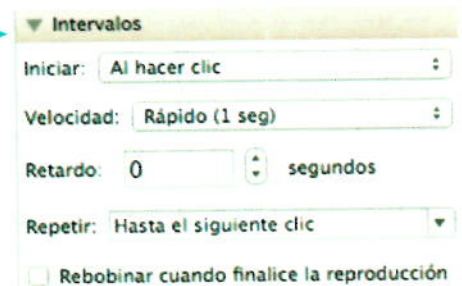 Intervalos
Iniciar: Al hacer clic
Velocidad: Rápido (1 seg)
Retardo: 0 segundos
Repetir: Hasta el siguiente clic
Rebobinar cuando finalice la reproducción